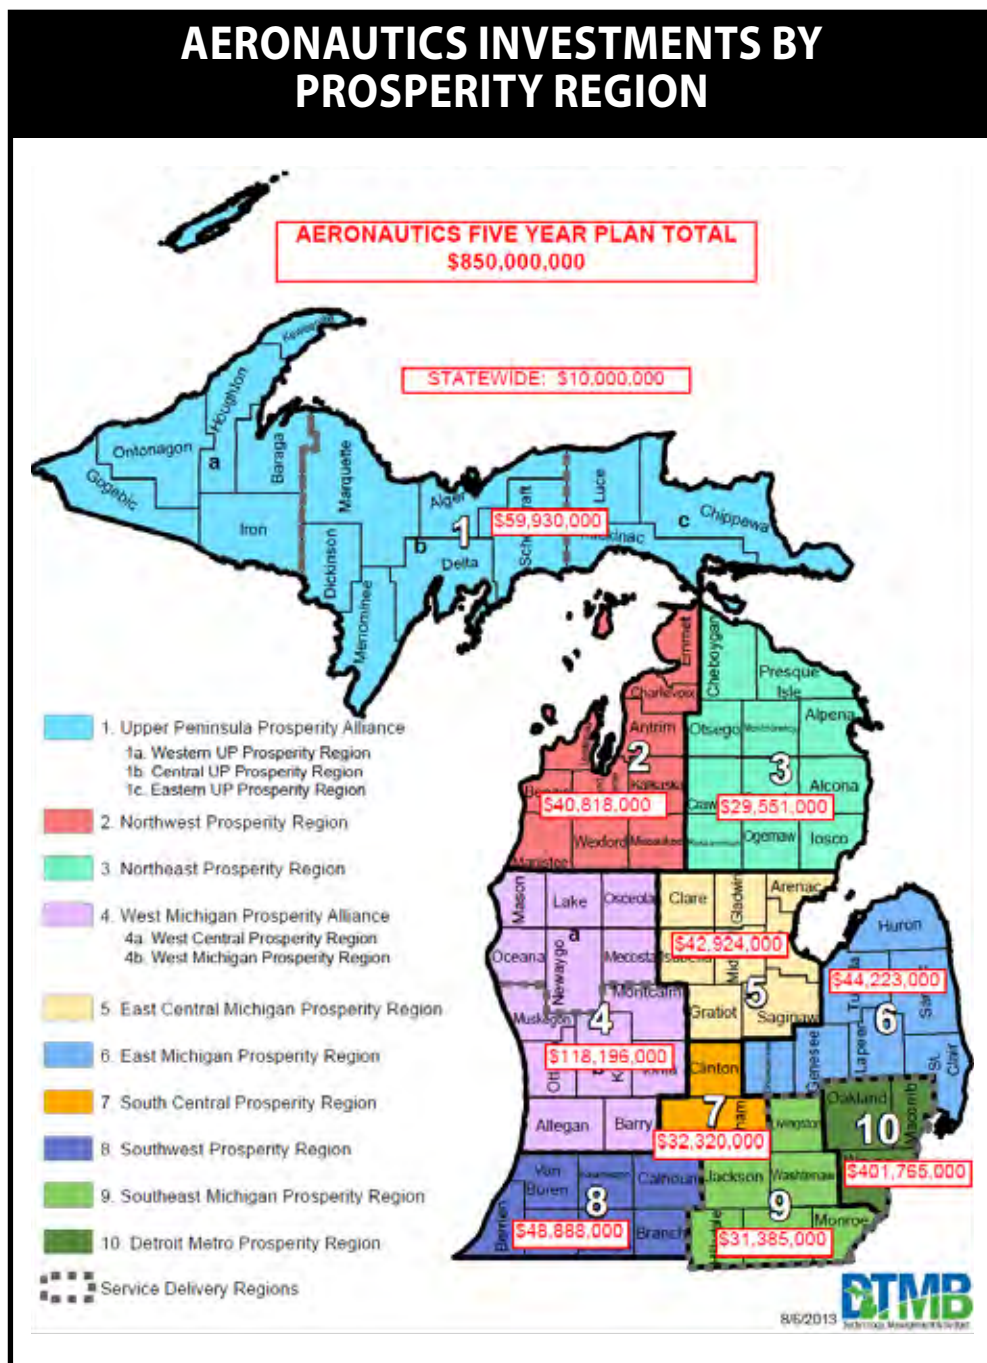 AERONAUTICS INVESTMENTS BY
PROSPERITY REGION
AERONAUTICS FIVE YEAR PLAN TOTAL
$850,000,000
STATEWIDE: $10,000,000
Keweenaw
Houghton
Ontonagon
Gogebic
a
Baraga
Iron
Marquette
Dickinson
Menominee
Alger
1
b
Delta
$59,930,000
Luce
c
Chippewa
Emmet
Cheboygan
Presque
Isle
Charlevoix
Antrim
Otsego
Alpena
2
3
Kalkaska
Alcona
$40,818,000
$29,551,000
Wexford
Missaukee
Ogemaw
Iosco
Manistee
1. Upper Peninsula Prosperity Alliance
1a. Western UP Prosperity Region
1b. Central UP Prosperity Region
1c. Eastern UP Prosperity Region
2. Northwest Prosperity Region
3. Northeast Prosperity Region
4. West Michigan Prosperity Alliance
4a. West Central Prosperity Region
4b. West Michigan Prosperity Region
5. East Central Michigan Prosperity Region
6. East Michigan Prosperity Region
7. South Central Prosperity Region
8. Southwest Prosperity Region
9. Southeast Michigan Prosperity Region
10. Detroit Metro Prosperity Region
Service Delivery Regions
Mason
Lake
Osceola
Clare
Gladwin
Arenac
Huron
a
Oceana
Newaygo
Mecosta
$42,924,000
$44,223,000
Montcalm
Muskegon
4
Gratiot
5
Saginaw
6
Lapeer
St.
Clair
Genesee
$118,196,000
Clinton
Allegan
Barry
7
Livingston
Oakland
Macomb
10
$32,320,000
$401,765,000
Van
Buren
Calhoun
Jackson
Washtenaw
8
9
Berrien
$48,888,000
Branch
$31,385,000
Monroe
8/6/2013
DTMB
Technology, Management & Budget